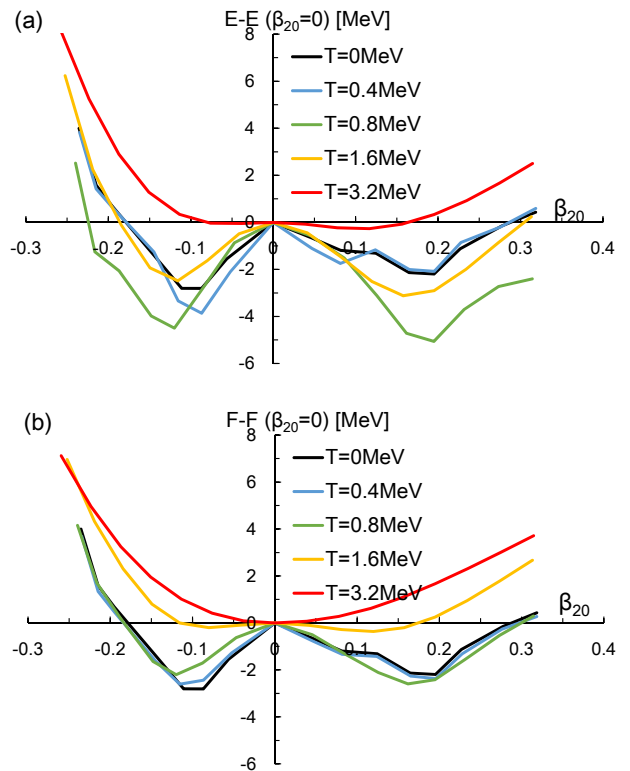 (a)
E-E (β20=0) [MeV]
8
6
4
2
0
-2
-4
-6
T=0MeV
T=0.4MeV
T=0.8MeV
T=1.6MeV
T=3.2MeV
β20
-0.3
-0.2
-0.1
0
0.1
0.2
0.3
0.4
(b)
F-F (β20=0) [MeV]
8
6
4
2
0
-2
-4
-6
T=0MeV
T=0.4MeV
T=0.8MeV
T=1.6MeV
T=3.2MeV
β20
-0.3
-0.2
-0.1
0
0.1
0.2
0.3
0.4